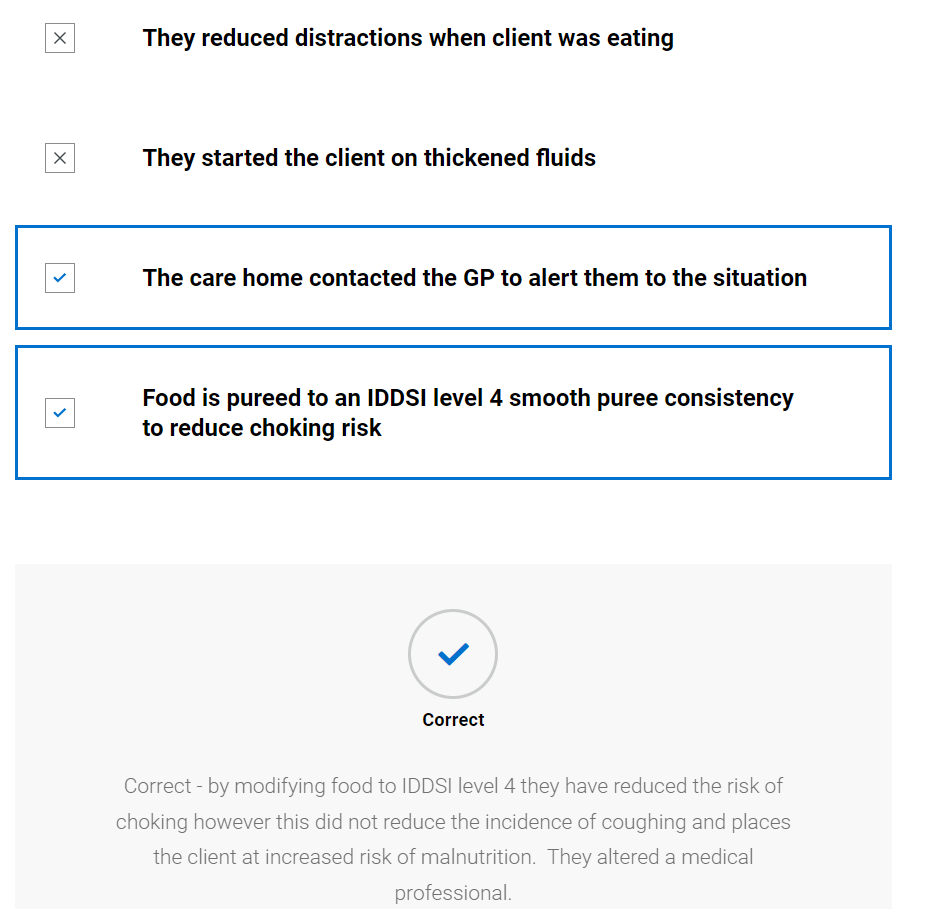 They reduced distractions when client was eating
They started the client on thickened fluids
The care home contacted the GP to alert them to the situation
Food is pureed to an IDDSI level 4 smooth puree consistency
to reduce choking risk
Correct
Correct - by modifying food to IDDSI level 4 they have reduced the risk of
choking however this did not reduce the incidence of coughing and places
the client at increased risk of malnutrition.  They altered a medical
professional.